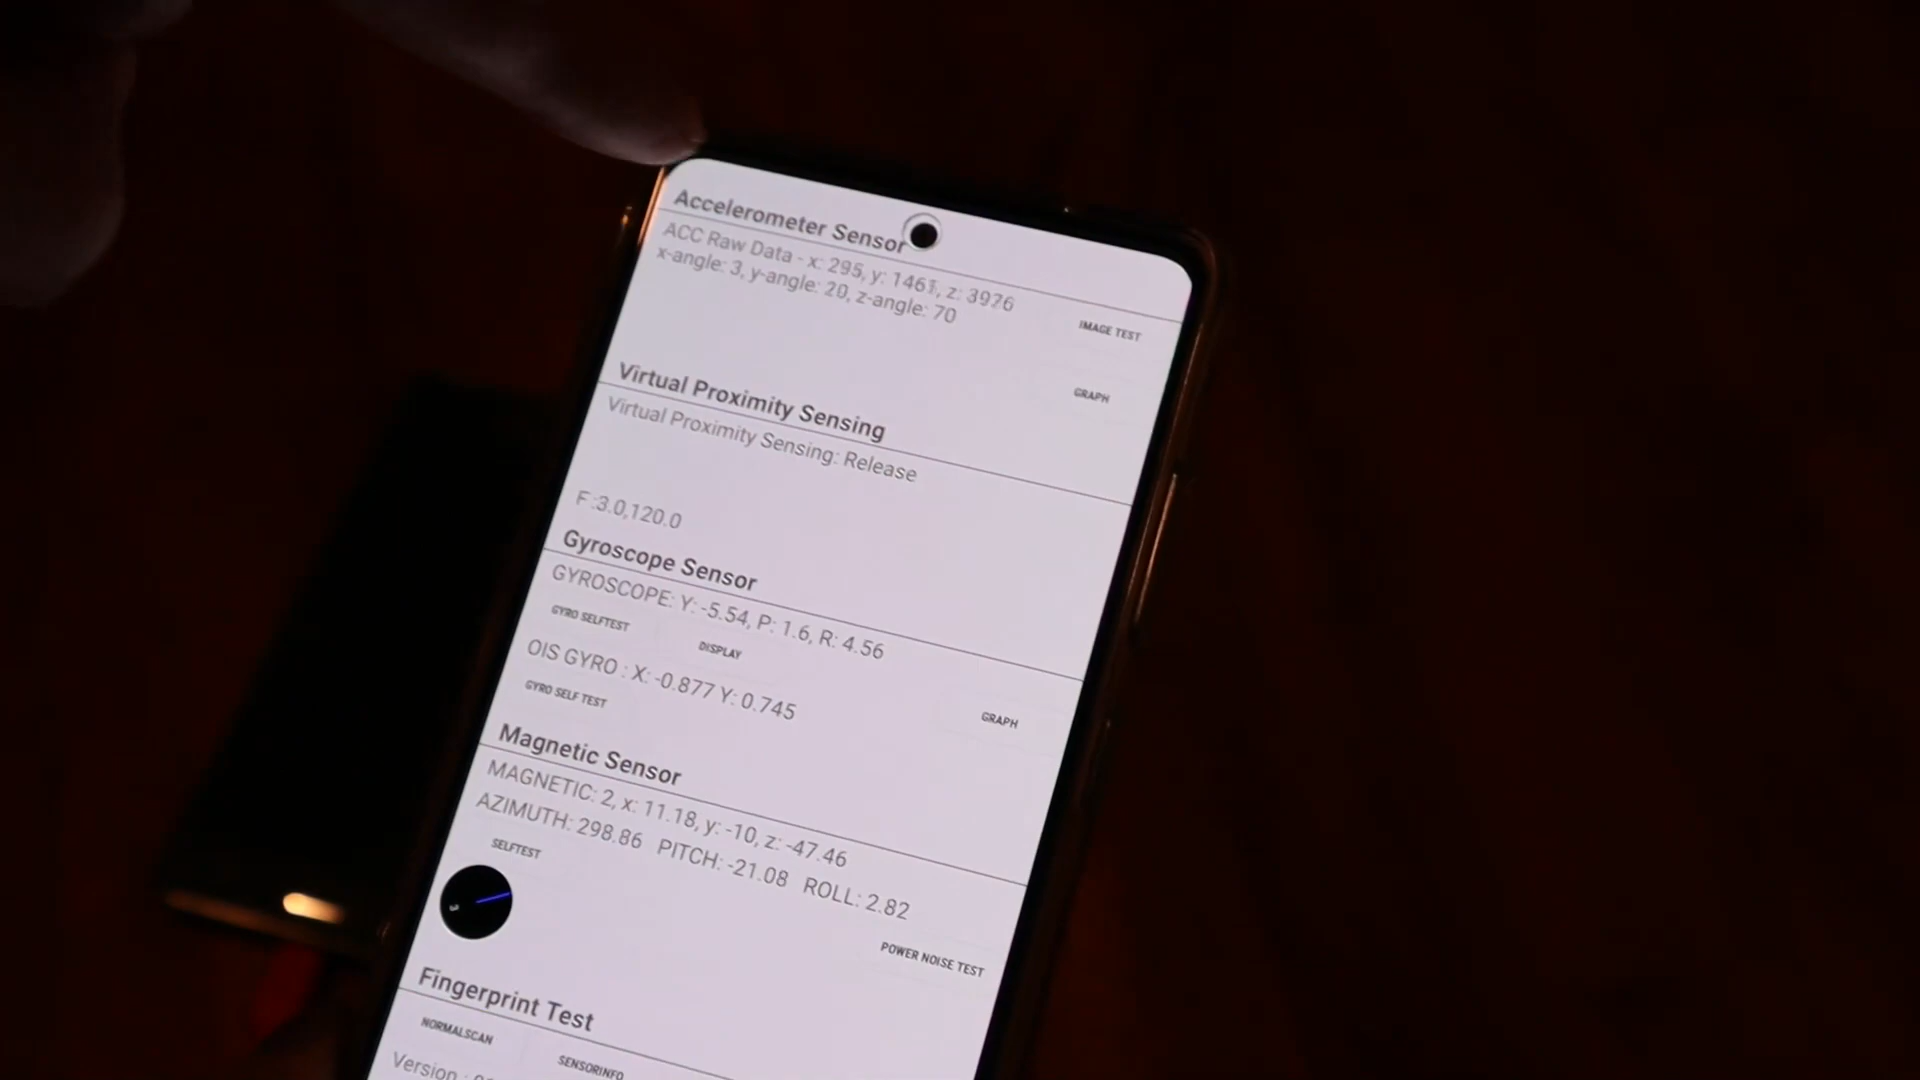 Accelerometer Sensor
ACC Raw Data - x: 295, y: 1461, z: 3976
x-angle: 3, y-angle: 20, z-angle: 70
IMAGE TEST
GRAPH
Virtual Proximity Sensing
Virtual Proximity Sensing: Release
F :3.0,120.0
Gyroscope Sensor
GYROSCOPE: Y: -5.54, P: 1.6, R: 4.56
GYRO SELFTEST
DISPLAY
OIS GYRO : X: -0.877 Y: 0.745
GYRO SELF TEST
GRAPH
Magnetic Sensor
MAGNETIC: 2, x: 11.18, y: -10, z: -47.46
AZIMUTH: 298.86 PITCH: -21.08 ROLL: 2.82
SELFTEST
POWER NOISE TEST
Fingerprint Test
NORMALSCAN
SENSORINFO
Version :